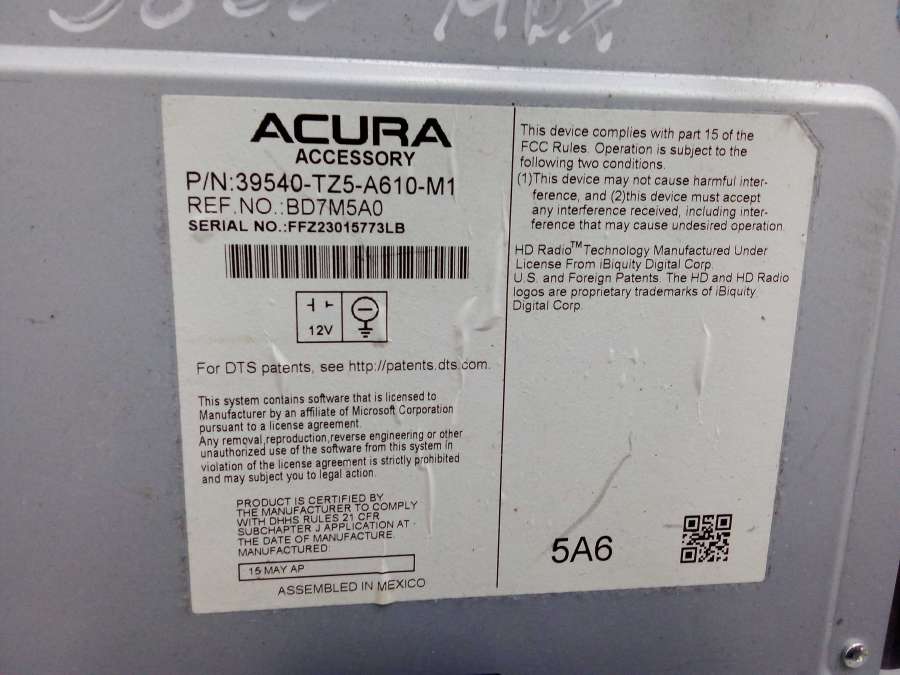 MDX
ACURA
ACCESSORY
P/N:39540-TZ5-A610-M1
REF.NO.:BD7M5A0
SERIAL NO.:FFZ23015773LB
12V
For DTS patents, see http://patents.dts.com.
This system contains software that is licensed to
Manufacturer by an affiliate of Microsoft Corporation
pursuant to a license agreement.
Any removal,reproduction,reverse engineering or other
unauthorized use of the software from this system in
violation of the license agreement is strictly prohibited
and may subject you to legal action.
PRODUCT IS CERTIFIED BY
THE MANUFACTURER TO COMPLY
WITH DHHS RULES 21 CFR
SUBCHAPTER J APPLICATION AT
THE DATE OF MANUFACTURE.
MANUFACTURED:
15 MAY AP
ASSEMBLED IN MEXICO
This device complies with part 15 of the
FCC Rules. Operation is subject to the
following two conditions.
(1)This device may not cause harmful inter-
ference, and (2)this device must accept
any interference received, including inter-
ference that may cause undesired operation.
HD Radio™Technology Manufactured Under
License From iBiquity Digital Corp.
U.S. and Foreign Patents. The HD and HD Radio
logos are proprietary trademarks of iBiquity
Digital Corp.
5A6